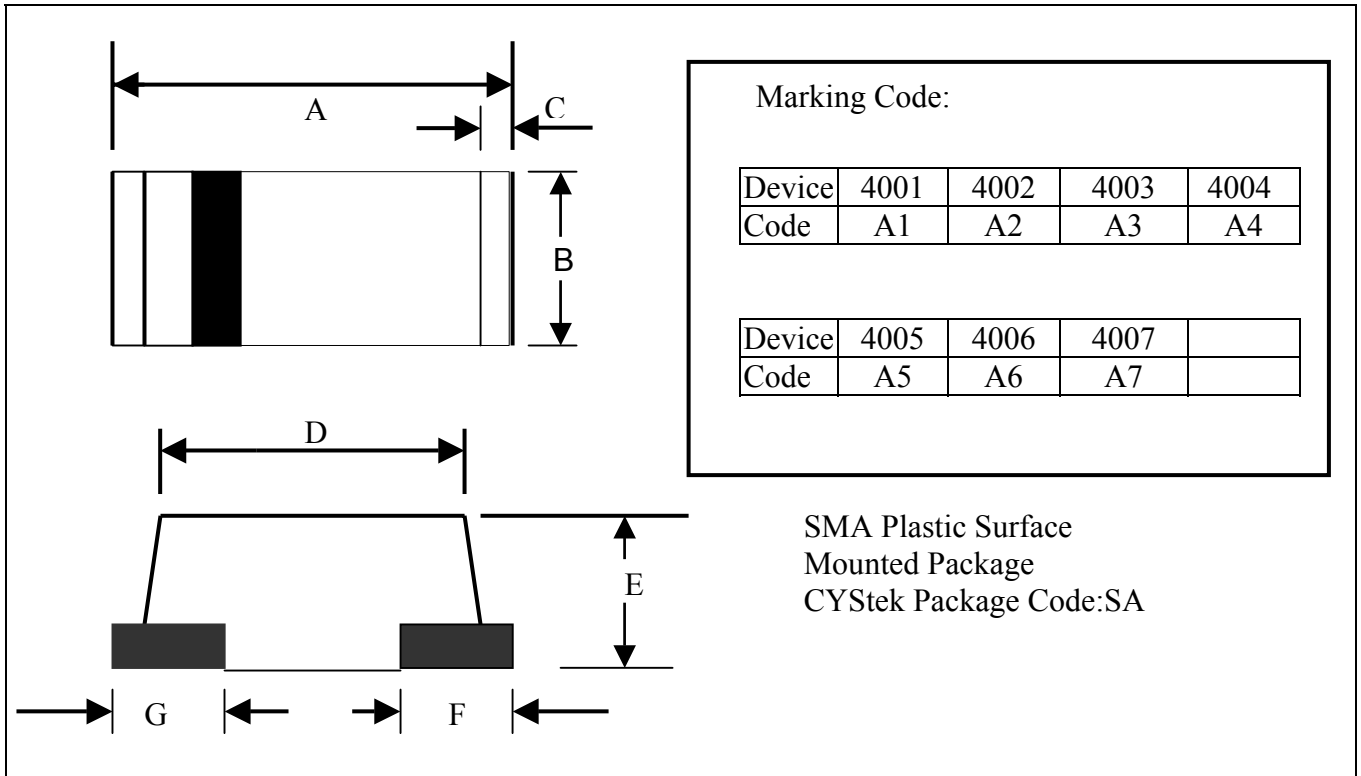 A
C
B
D
E
G
F
Marking Code:
Device 4001 4002 4003 4004
Code A1 A2 A3 A4
Device 4005 4006 4007
Code A5 A6 A7
SMA Plastic Surface
Mounted Package
CYStek Package Code:SA